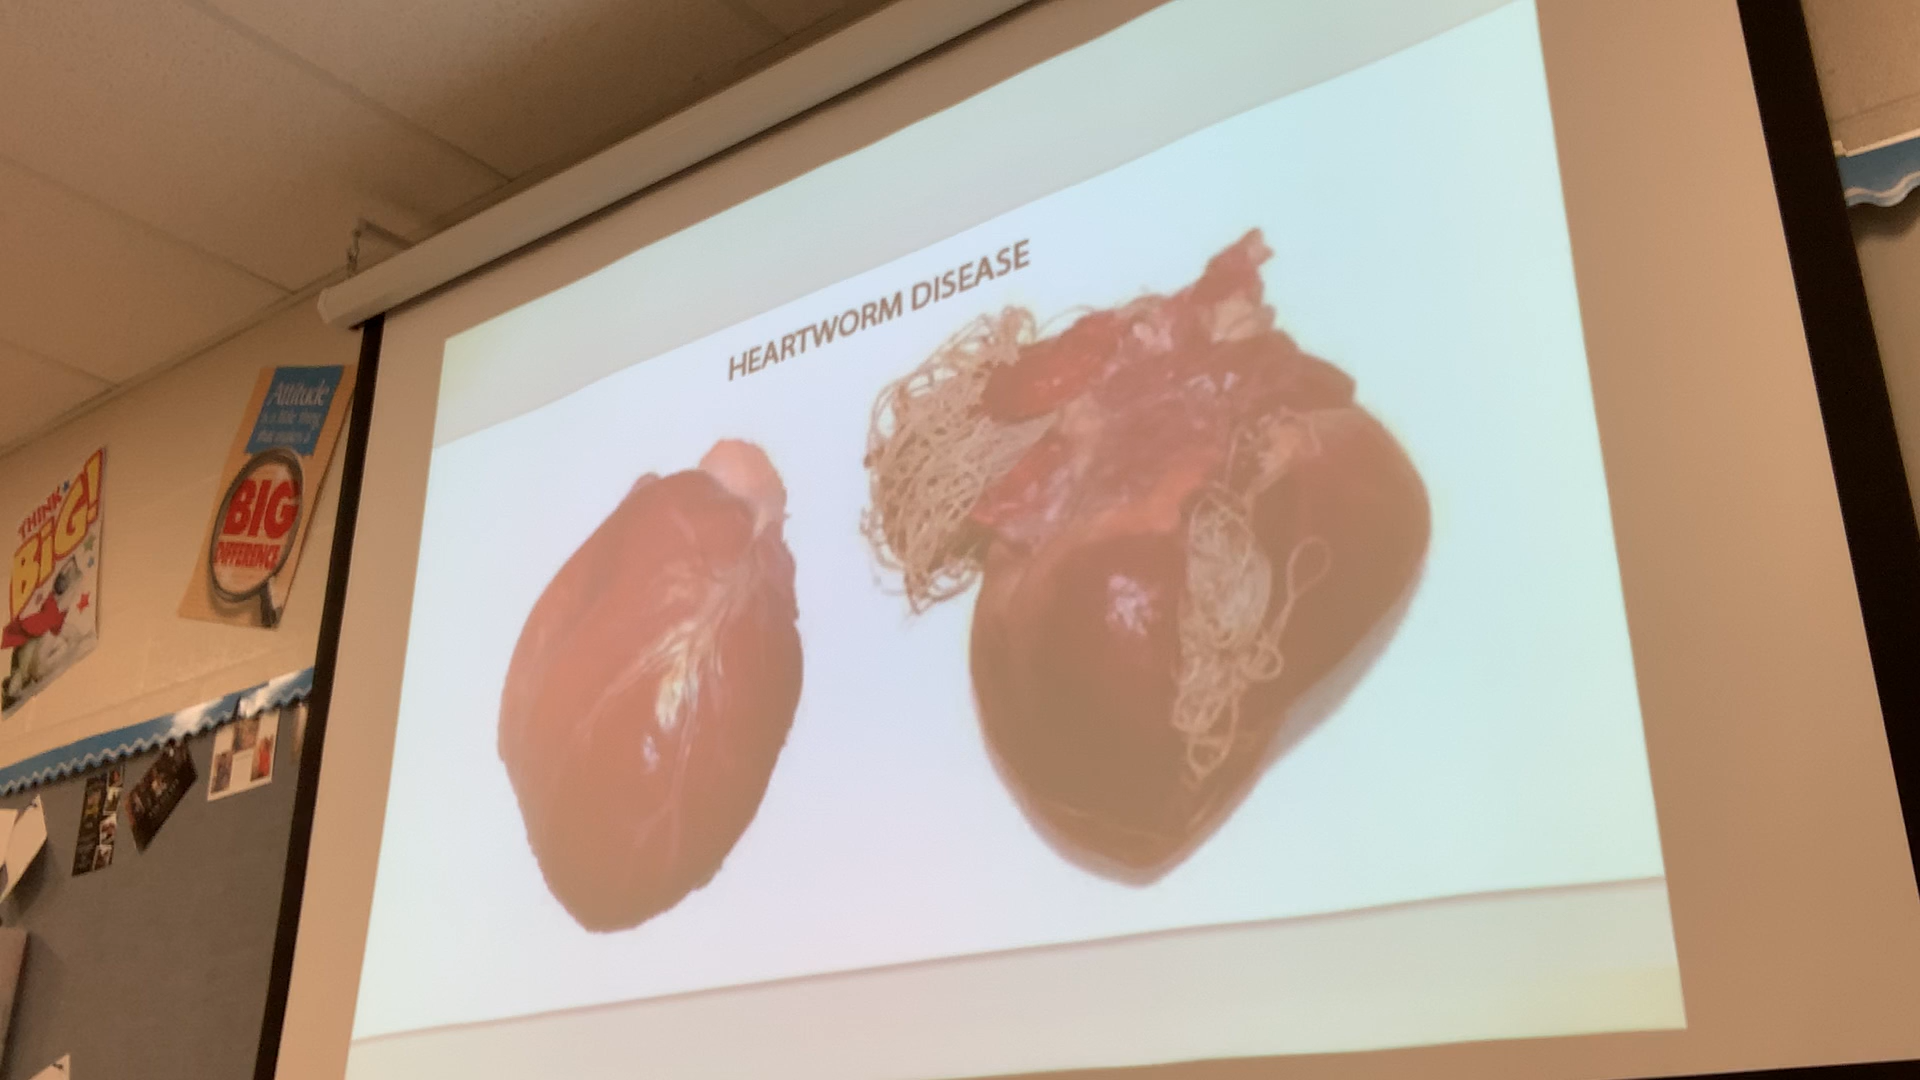 HEARTWORM DISEASE
Attitude
is a little thing
that makes a
BIG
DIFFERENCE
THINK
BiG!